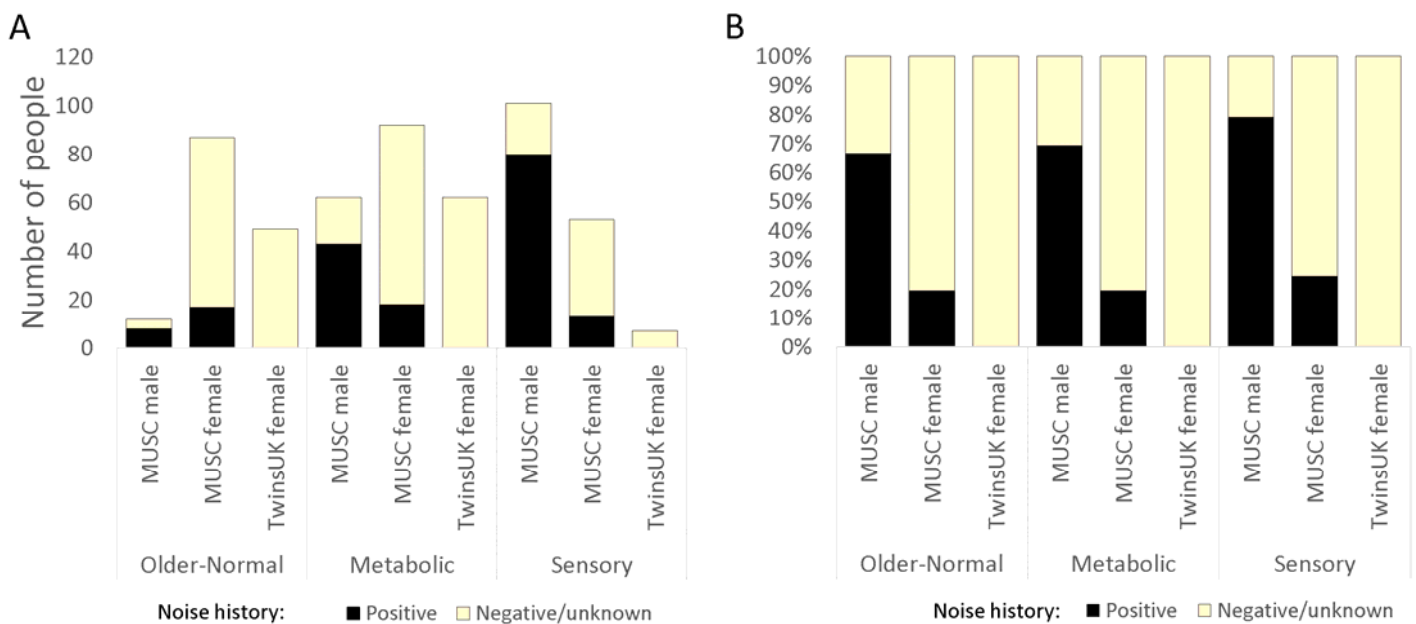 A
Number of people
120
100
80
60
40
20
0
MUSC male
MUSC female
TwinsUK female
MUSC male
MUSC female
TwinsUK female
MUSC male
MUSC female
TwinsUK female
Older-Normal
Metabolic
Sensory
Noise history: Positive Negative/unknown
B
100%
90%
80%
70%
60%
50%
40%
30%
20%
10%
0%
MUSC male
MUSC female
TwinsUK female
MUSC male
MUSC female
TwinsUK female
MUSC male
MUSC female
TwinsUK female
Older-Normal
Metabolic
Sensory
Noise history: Positive Negative/unknown